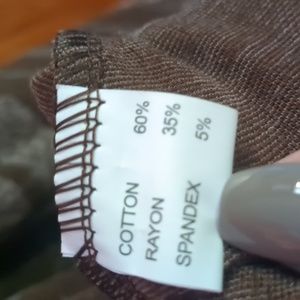 COTTON 60%
RAYON 35%
SPANDEX 5%